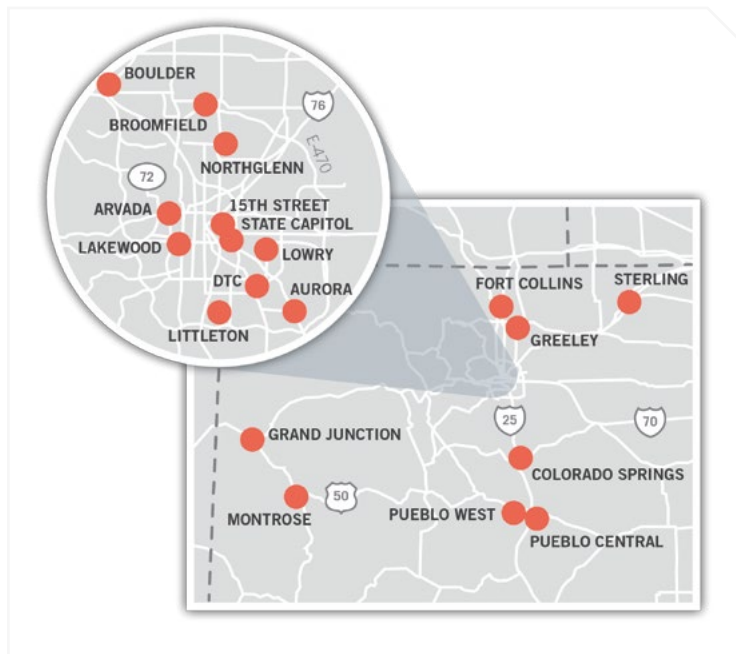 BOULDER
76
BROOMFIELD
E-470
NORTHGLENN
72
15TH STREET
ARVADA
STATE CAPITOL
LAKEWOOD
LOWRY
DTC
AURORA
LITTLETON
FORT COLLINS
STERLING
GREELEY
25
70
GRAND JUNCTION
COLORADO SPRINGS
50
MONTROSE
PUEBLO WEST
PUEBLO CENTRAL